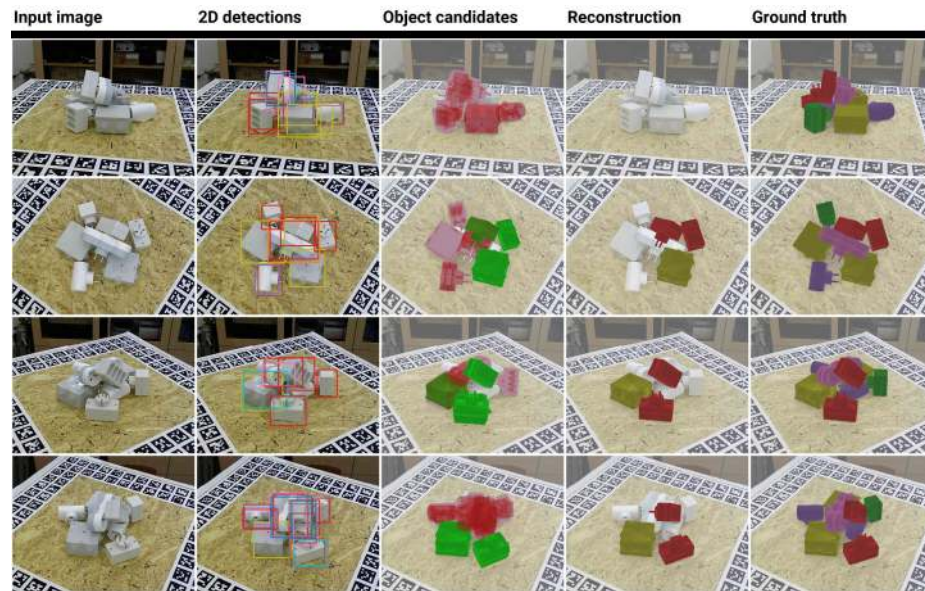 Input image
2D detections
Object candidates
Reconstruction
Ground truth